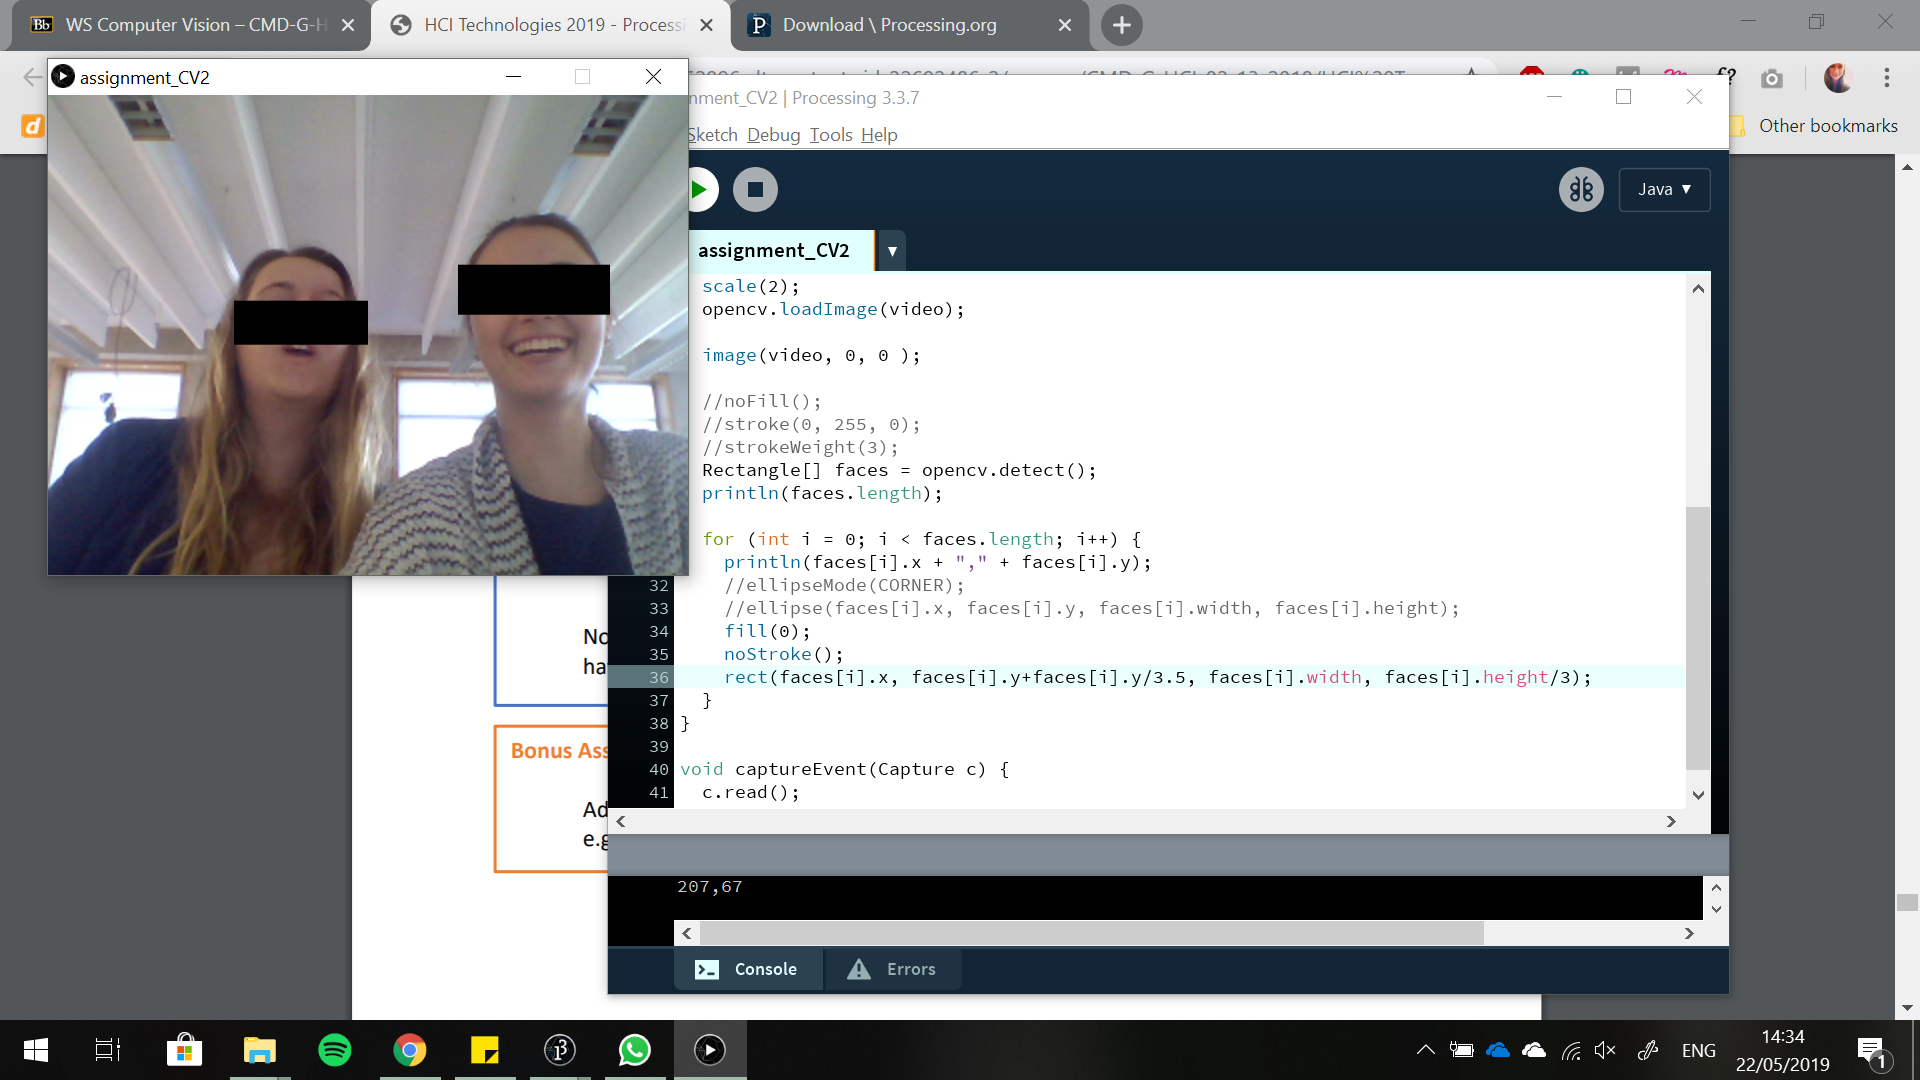 Bb WS Computer Vision – CMD-G-H
HCI Technologies 2019 - Process
P Download \ Processing.org
assignment_CV2
nment_CV2 | Processing 3.3.7
Other bookmarks
Sketch Debug Tools Help
Java ▼
assignment_CV2 ▼
scale(2);
opencv.loadImage(video);
image(video, 0, 0 );
//noFill();
//stroke(0, 255, 0);
//strokeWeight(3);
Rectangle[] faces = opencv.detect();
println(faces.length);
for (int i = 0; i < faces.length; i++) {
println(faces[i].x + "," + faces[i].y);
32 //ellipseMode(CORNER);
33 //ellipse(faces[i].x, faces[i].y, faces[i].width, faces[i].height);
34 fill(0);
35 noStroke();
36 rect(faces[i].x, faces[i].y+faces[i].y/3.5, faces[i].width, faces[i].height/3);
37 }
38 }
39
40 void captureEvent(Capture c) {
41 c.read();
No
ha
Bonus Ass
Ad
e.g
207,67
Console Errors
ENG
14:34
22/05/2019
1